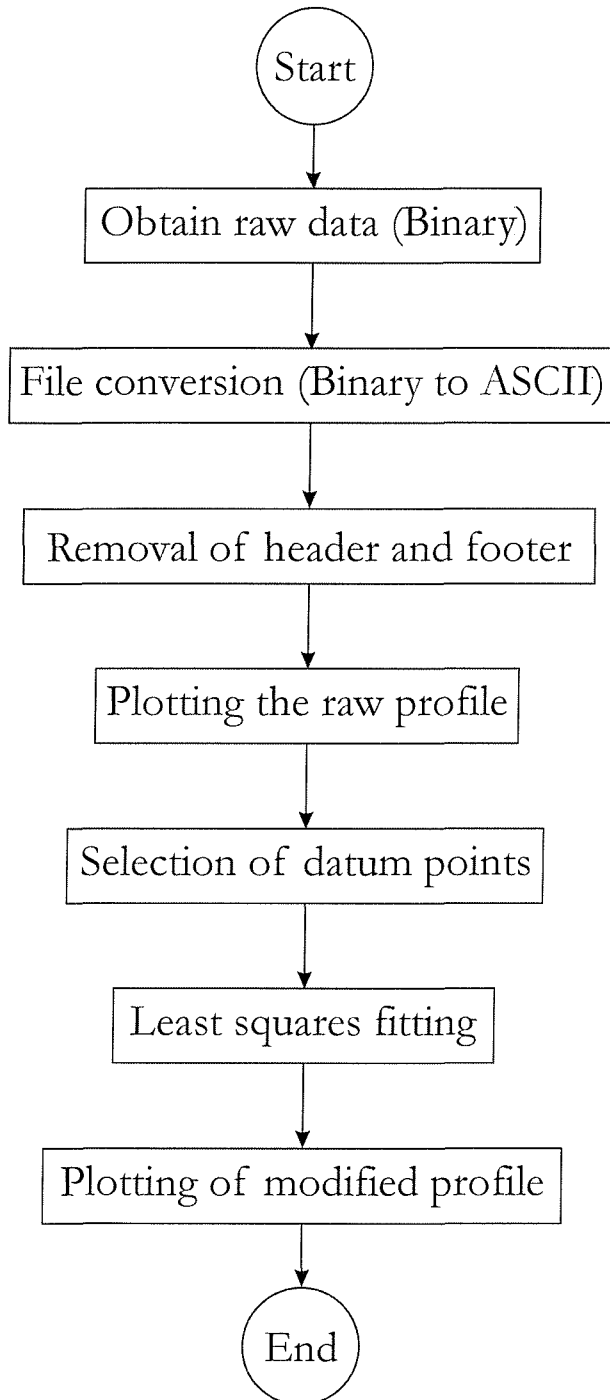 Start
Obtain raw data (Binary)
File conversion (Binary to ASCII)
Removal of header and footer
Plotting the raw profile
Selection of datum points
Least squares fitting
Plotting of modified profile
End